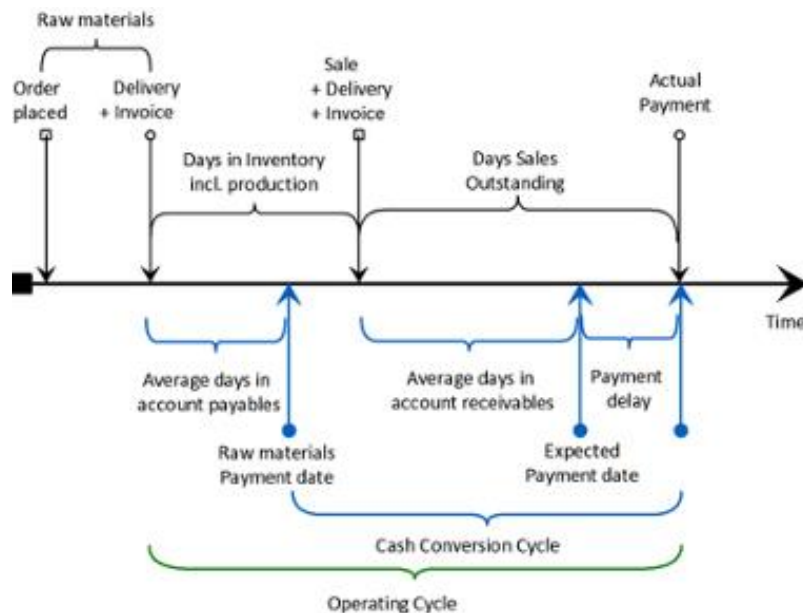 Raw materials
Order
placed
Delivery
+ Invoice
Sale
+ Delivery
+ Invoice
Actual
Payment
Days in Inventory
incl. production
Days Sales
Outstanding
Time
Average days in
account payables
Average days in
account receivables
Payment
delay
Raw materials
Payment date
Expected
Payment date
Cash Conversion Cycle
Operating Cycle